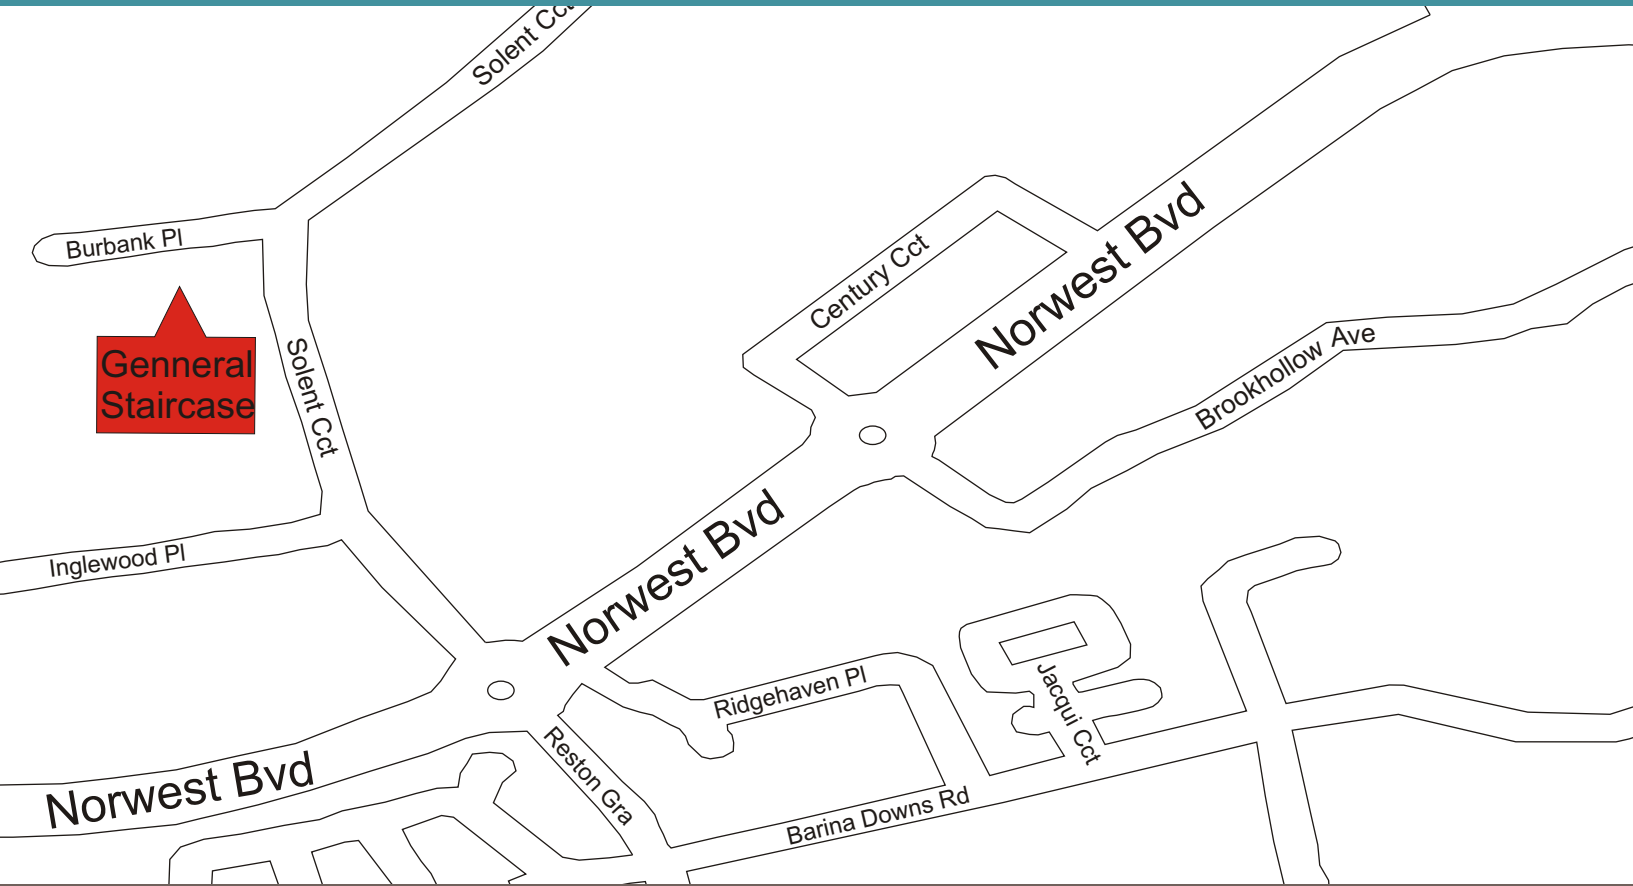 Solent Cct
Burbank Pl
Norwest Bvd
Century Cct
Genneral
Staircase
Solent Cct
Brookhollow Ave
Norwest Bvd
Inglewood Pl
Ridgehaven Pl
Jacqui Cct
Reston Gra
Norwest Bvd
Barina Downs Rd